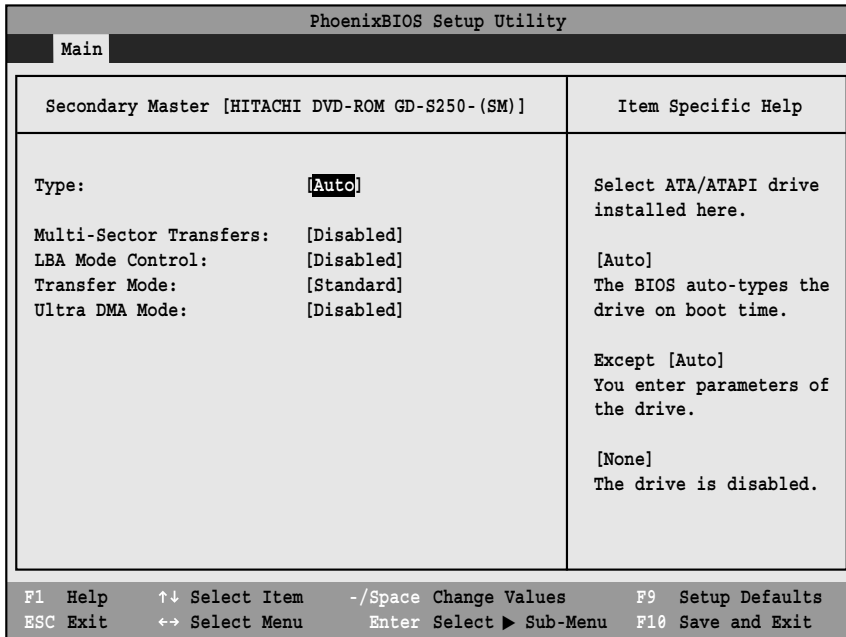 PhoenixBIOS Setup Utility
Main
Secondary Master [HITACHI DVD-ROM GD-S250-(SM)]
Type: [Auto]
Multi-Sector Transfers: [Disabled]
LBA Mode Control: [Disabled]
Transfer Mode: [Standard]
Ultra DMA Mode: [Disabled]
Item Specific Help
Select ATA/ATAPI drive
installed here.
[Auto]
The BIOS auto-types the
drive on boot time.
Except [Auto]
You enter parameters of
the drive.
[None]
The drive is disabled.
F1 Help ↑↓ Select Item -/Space Change Values F9 Setup Defaults
ESC Exit ←→ Select Menu Enter Select ▶ Sub-Menu F10 Save and Exit